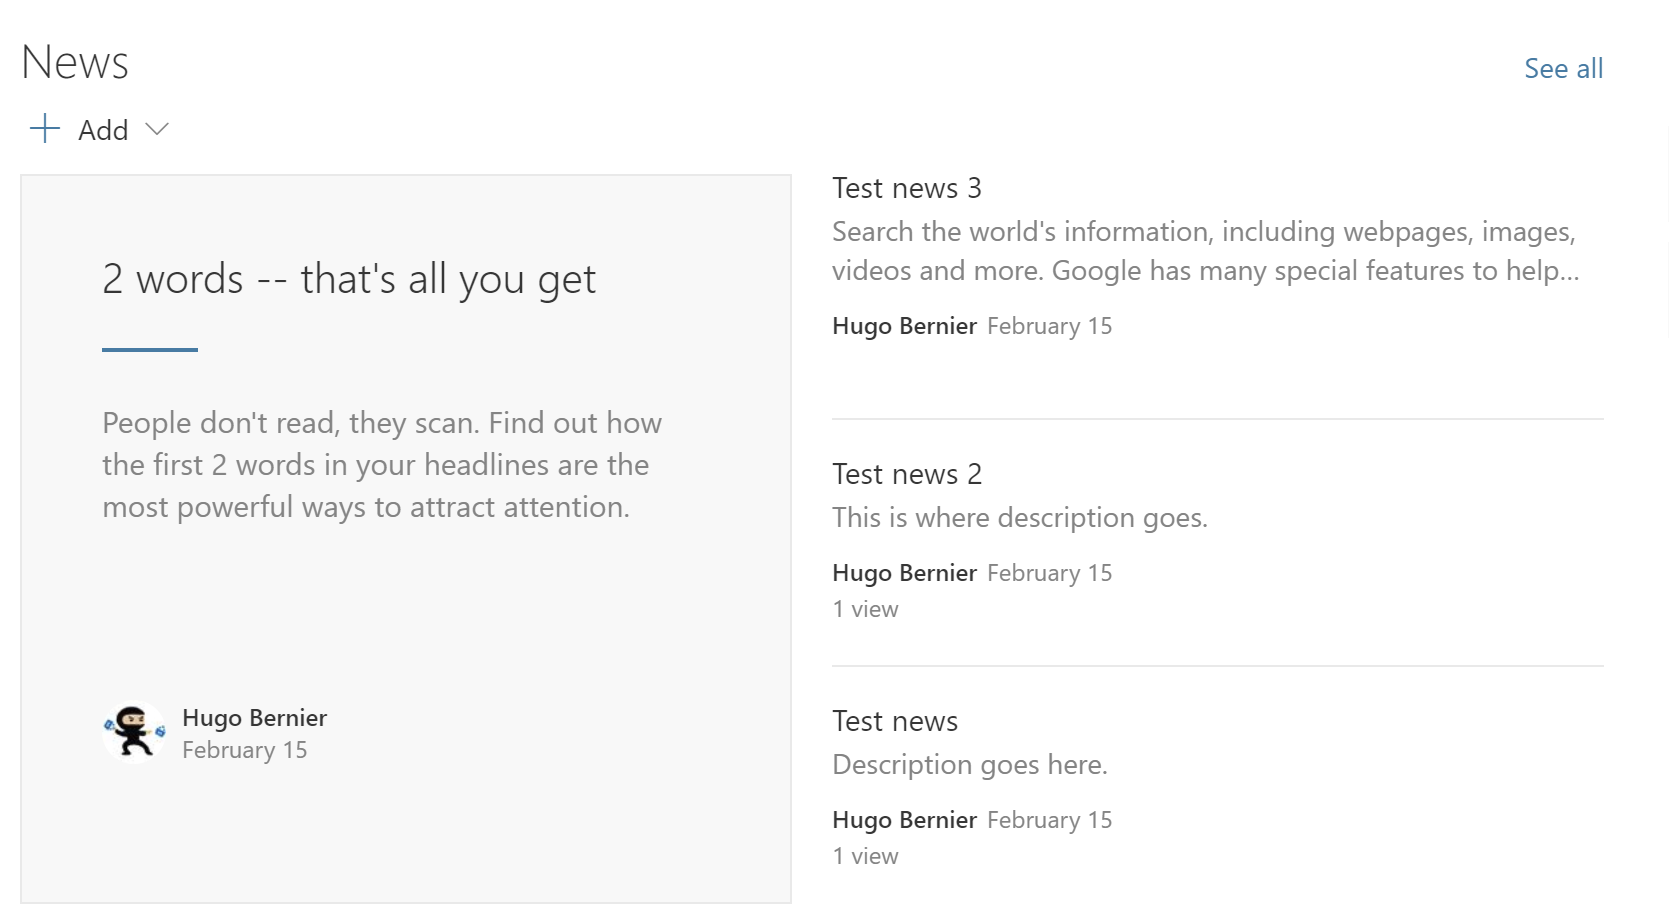 News
See all
Add
2 words -- that's all you get
People don't read, they scan. Find out how
the first 2 words in your headlines are the
most powerful ways to attract attention.
Hugo Bernier
February 15
Test news 3
Search the world's information, including webpages, images,
videos and more. Google has many special features to help...
Hugo Bernier February 15
Test news 2
This is where description goes.
Hugo Bernier February 15
1 view
Test news
Description goes here.
Hugo Bernier February 15
1 view